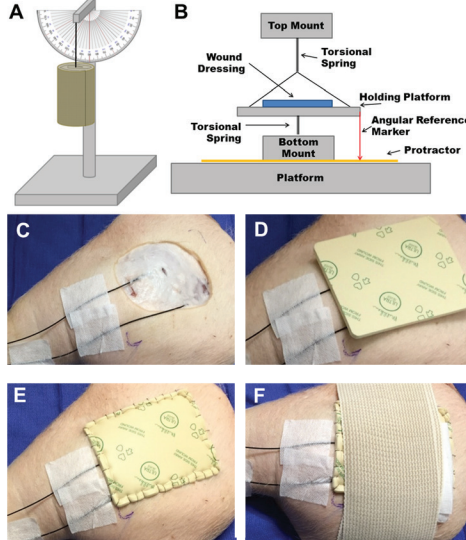 A
B
Top Mount
Torsional
Spring
Wound
Dressing
Holding Platform
Angular Reference
Marker
Torsional
Spring
Bottom
Mount
Protractor
Platform
C
D
E
F